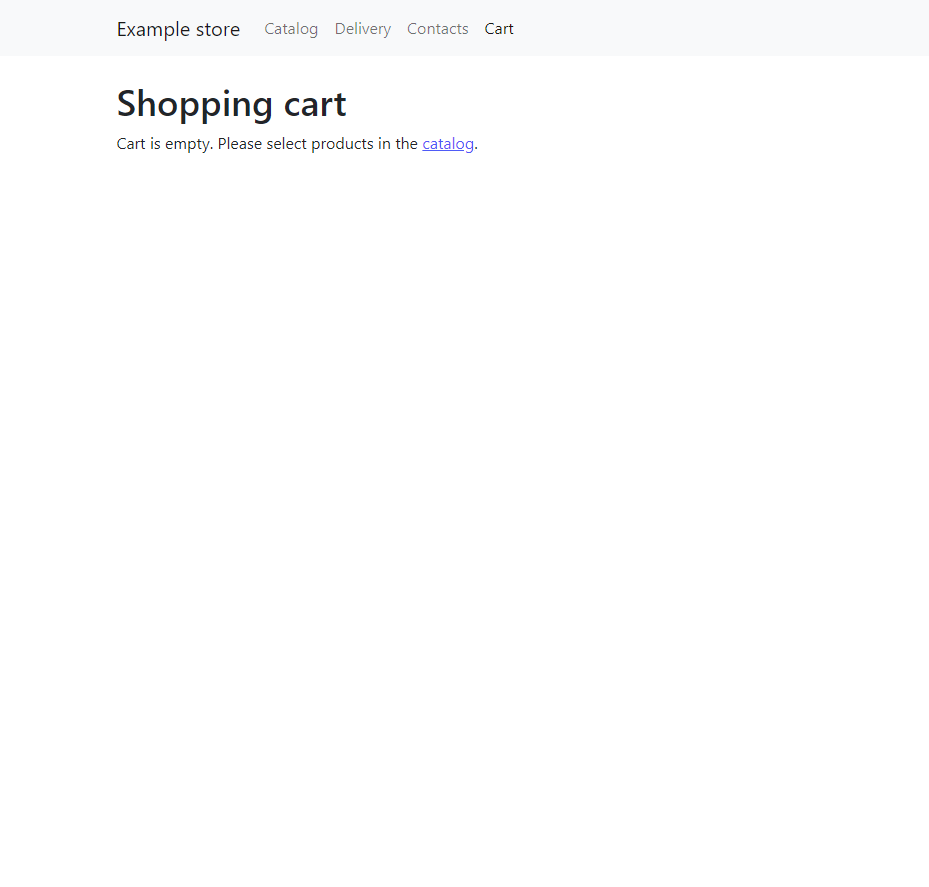 Example store Catalog Delivery Contacts Cart
Shopping cart
Cart is empty. Please select products in the catalog.